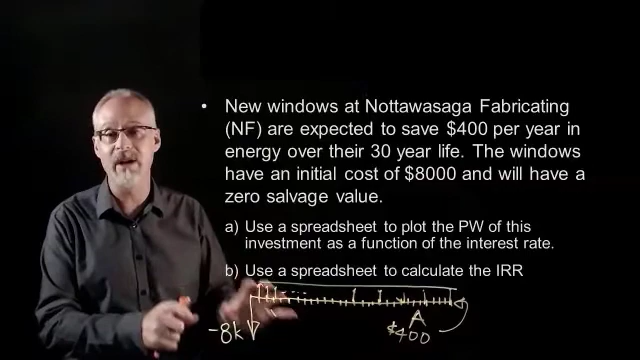 • New windows at Nottawasaga Fabricating
(NF) are expected to save $400 per year in
energy over their 30 year life. The windows
have an initial cost of $8000 and will have a
zero salvage value.
a) Use a spreadsheet to plot the PW of this
investment as a function of the interest rate.
b) Use a spreadsheet to calculate the IRR
-8k
A
$400